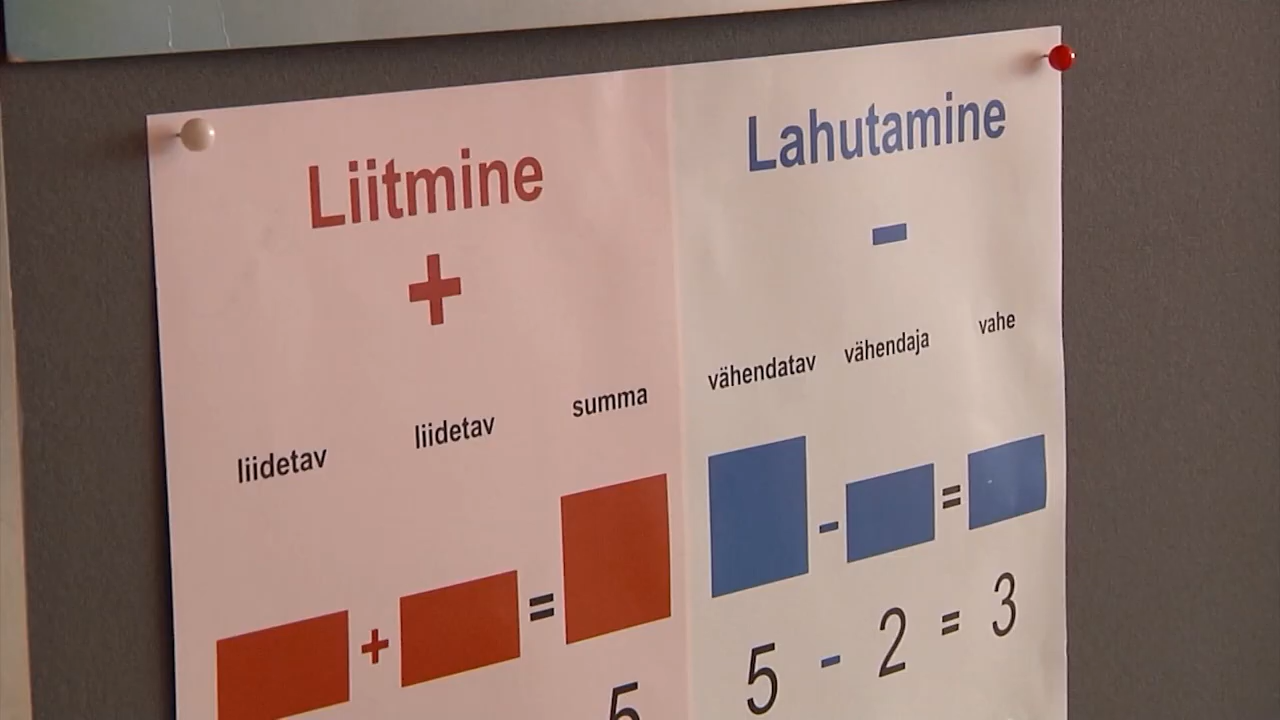 Liitmine
+
liidetav liidetav summa
+ =
5
Lahutamine
-
vähendatav vähendaja vahe
- =
5 - 2 = 3